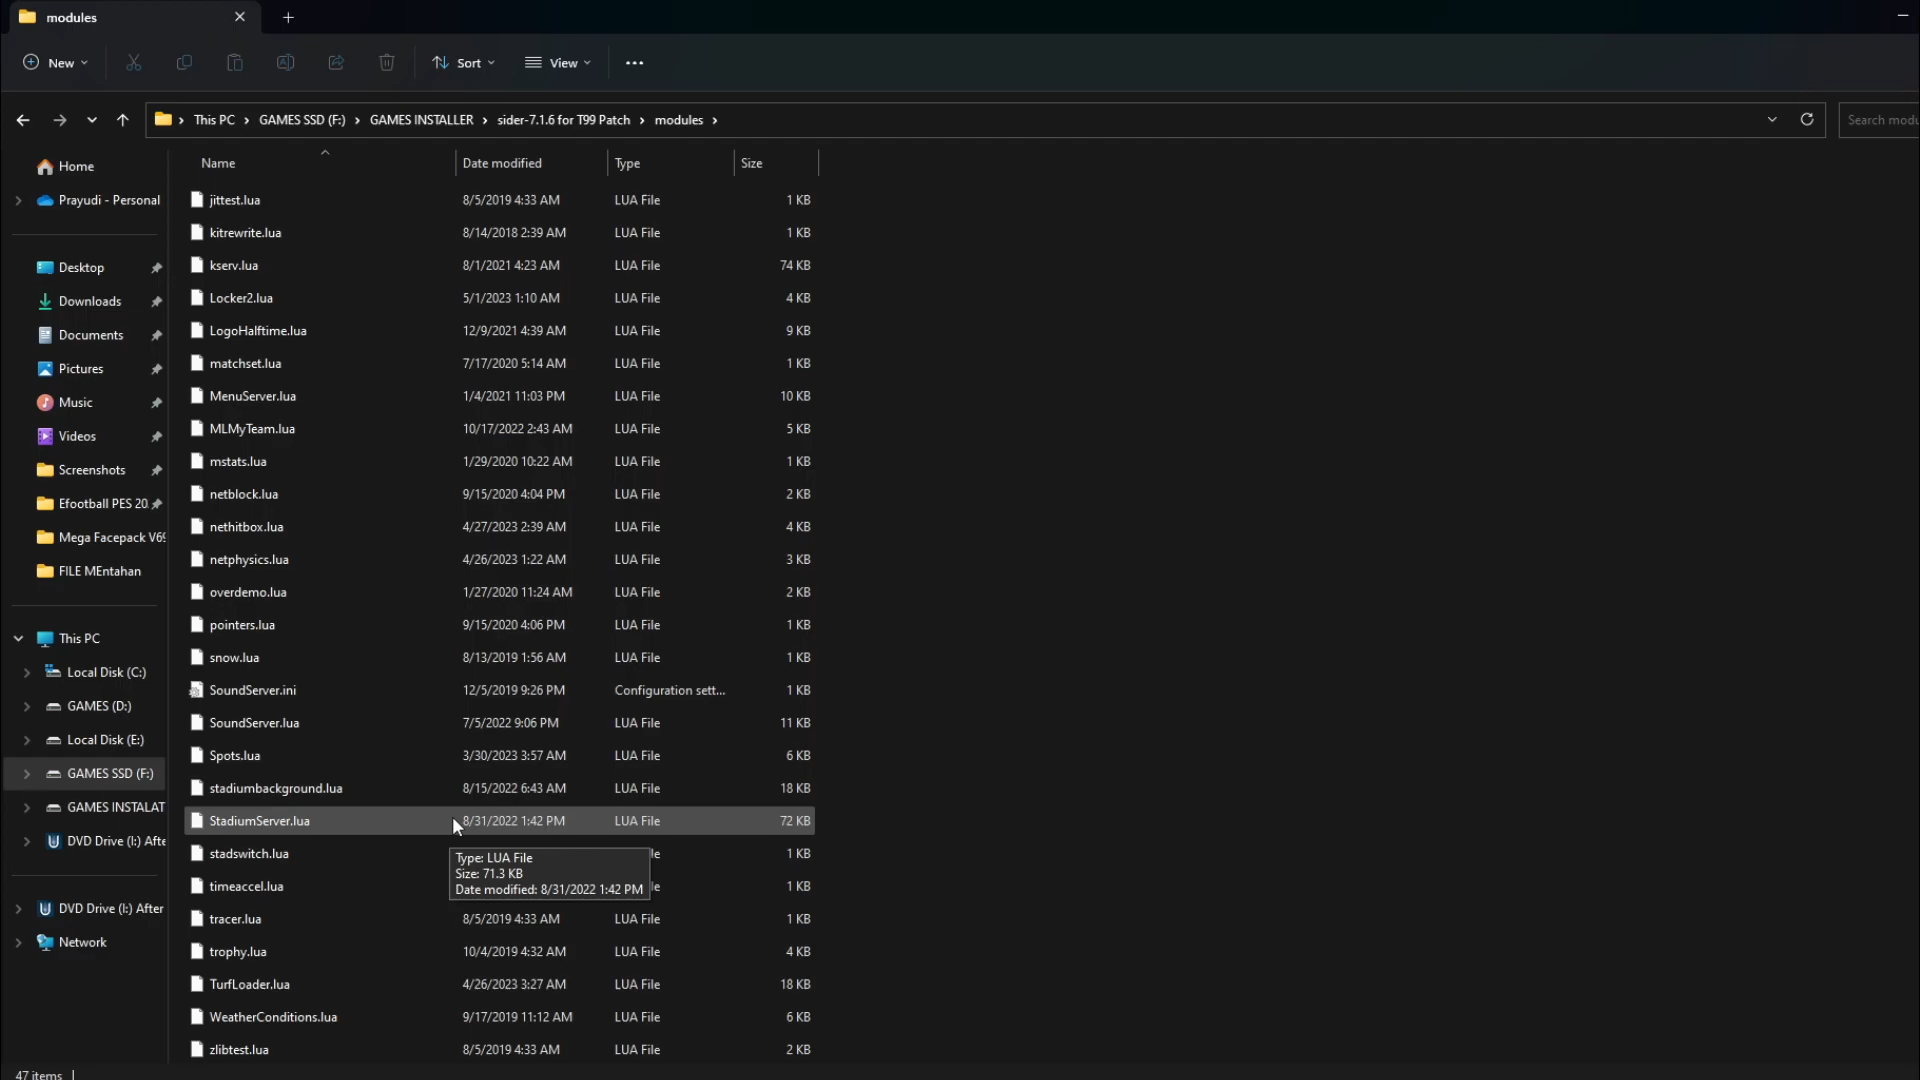 modules
New
Sort
View
This PC > GAMES SSD (F:) > GAMES INSTALLER > sider-7.1.6 for T99 Patch > modules >
Search modu
Name Date modified Type Size
jittest.lua 8/5/2019 4:33 AM LUA File 1 KB
kitrewrite.lua 8/14/2018 2:39 AM LUA File 1 KB
kserv.lua 8/1/2021 4:23 AM LUA File 74 KB
Locker2.lua 5/1/2023 1:10 AM LUA File 4 KB
LogoHalftime.lua 12/9/2021 4:39 AM LUA File 9 KB
matchset.lua 7/17/2020 5:14 AM LUA File 1 KB
MenuServer.lua 1/4/2021 11:03 PM LUA File 10 KB
MLMyTeam.lua 10/17/2022 2:43 AM LUA File 5 KB
mstats.lua 1/29/2020 10:22 AM LUA File 1 KB
netblock.lua 9/15/2020 4:04 PM LUA File 2 KB
nethitbox.lua 4/27/2023 2:39 AM LUA File 4 KB
netphysics.lua 4/26/2023 1:22 AM LUA File 3 KB
overdemo.lua 1/27/2020 11:24 AM LUA File 2 KB
pointers.lua 9/15/2020 4:06 PM LUA File 1 KB
snow.lua 8/13/2019 1:56 AM LUA File 1 KB
SoundServer.ini 12/5/2019 9:26 PM Configuration sett... 1 KB
SoundServer.lua 7/5/2022 9:06 PM LUA File 11 KB
Spots.lua 3/30/2023 3:57 AM LUA File 6 KB
stadiumbackground.lua 8/15/2022 6:43 AM LUA File 18 KB
StadiumServer.lua 8/31/2022 1:42 PM LUA File 72 KB
stadswitch.lua le 1 KB
timeaccel.lua le 1 KB
Type: LUA File
Size: 71.3 KB
Date modified: 8/31/2022 1:42 PM
tracer.lua 8/5/2019 4:33 AM LUA File 1 KB
trophy.lua 10/4/2019 4:32 AM LUA File 4 KB
TurfLoader.lua 4/26/2023 3:27 AM LUA File 18 KB
WeatherConditions.lua 9/17/2019 11:12 AM LUA File 6 KB
zlibtest.lua 8/5/2019 4:33 AM LUA File 2 KB
Home
Prayudi - Personal
Desktop
Downloads
Documents
Pictures
Music
Videos
Screenshots
Efootball PES 20
Mega Facepack V69
FILE MEntahan
This PC
Local Disk (C:)
GAMES (D:)
Local Disk (E:)
GAMES SSD (F:)
GAMES INSTALAT
DVD Drive (I:) Afte
DVD Drive (I:) After
Network
47 items